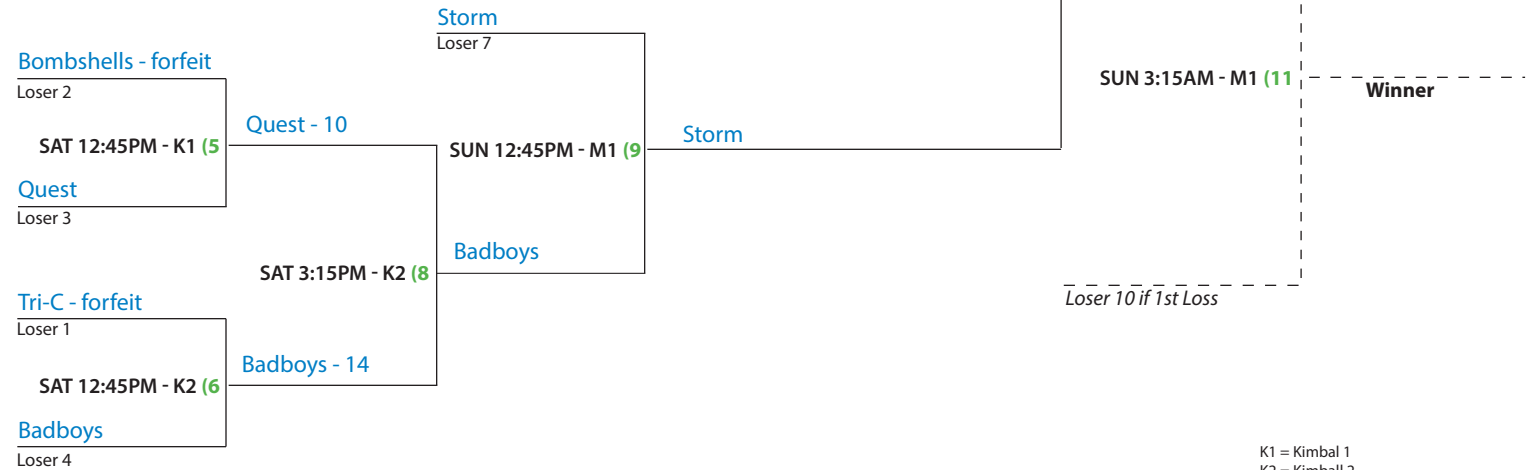 Storm
Loser 7
Bombshells - forfeit
Loser 2
SAT 12:45PM - K1 (5
Quest - 10
Quest
Loser 3
SUN 12:45PM - M1 (9
Storm
SUN 3:15AM - M1 (11
Winner
SAT 3:15PM - K2 (8
Badboys
Tri-C - forfeit
Loser 1
SAT 12:45PM - K2 (6
Badboys - 14
Badboys
Loser 4
Loser 10 if 1st Loss
K1 = Kimbal 1
K2 = Kimball 2